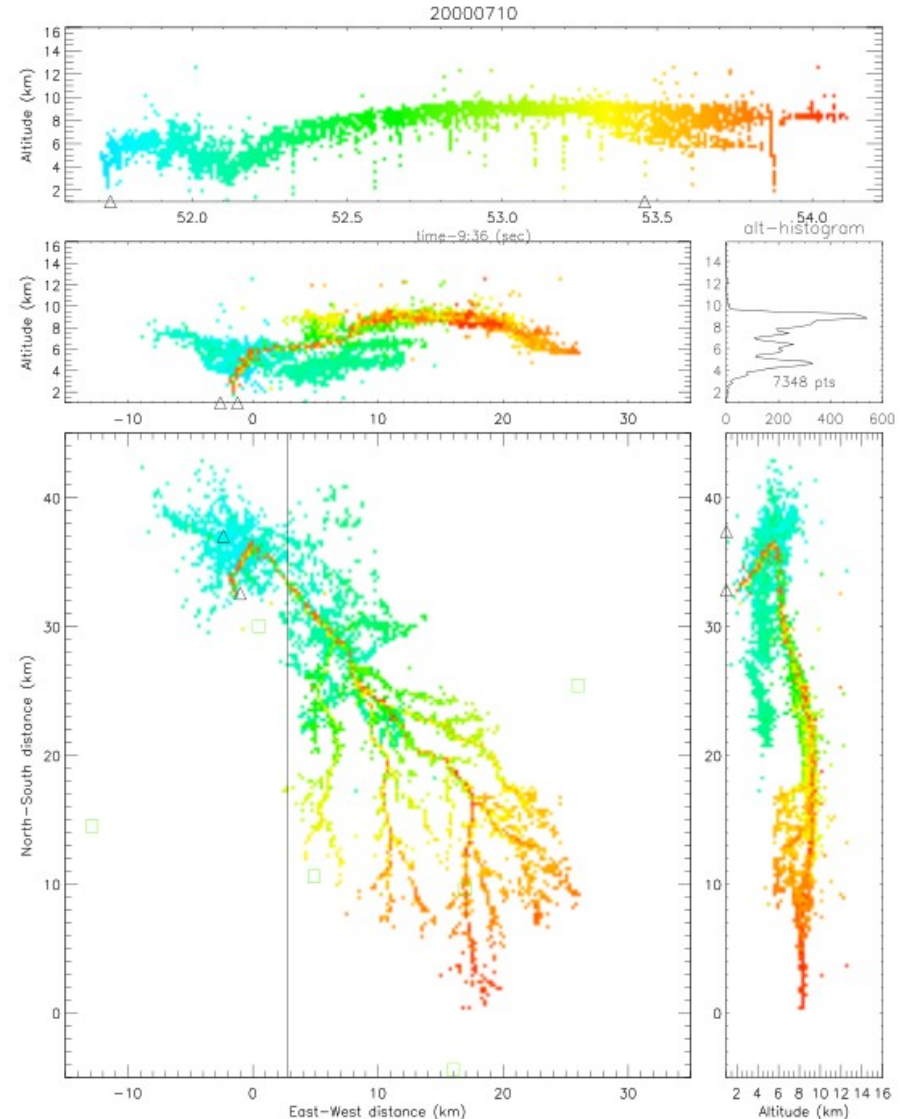 20000710
16
14
12
10
8
6
4
2
Altitude (km)
52.0 52.5 53.0 53.5 54.0
time-9:36 (sec)
alt-histogram
16
14
12
10
8
6
4
2
Altitude (km)
-10 0 10 20 30
14
12
10
8
6
4
2
7348 pts
0 200 400 600
40
30
20
10
0
North-South distance (km)
-10 0 10 20 30
East-West distance (km)
40
30
20
10
0
2 4 6 8 10 12 14 16
Altitude (km)